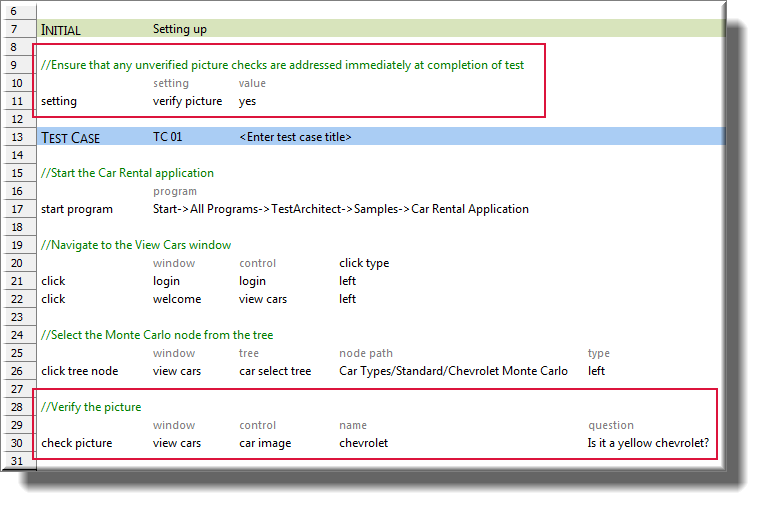 6
7 INITIAL Setting up
8
9 //Ensure that any unverified picture checks are addressed immediately at completion of test
10 setting value
11 setting verify picture yes
12
13 TEST CASE TC 01 <Enter test case title>
14
15 //Start the Car Rental application
16 program
17 start program Start->All Programs->TestArchitect->Samples->Car Rental Application
18
19 //Navigate to the View Cars window
20 window control click type
21 click login login left
22 click welcome view cars left
23
24 //Select the Monte Carlo node from the tree
25 window tree node path type
26 click tree node view cars car select tree Car Types/Standard/Chevrolet Monte Carlo left
27
28 //Verify the picture
29 window control name question
30 check picture view cars car image chevrolet Is it a yellow chevrolet?
31